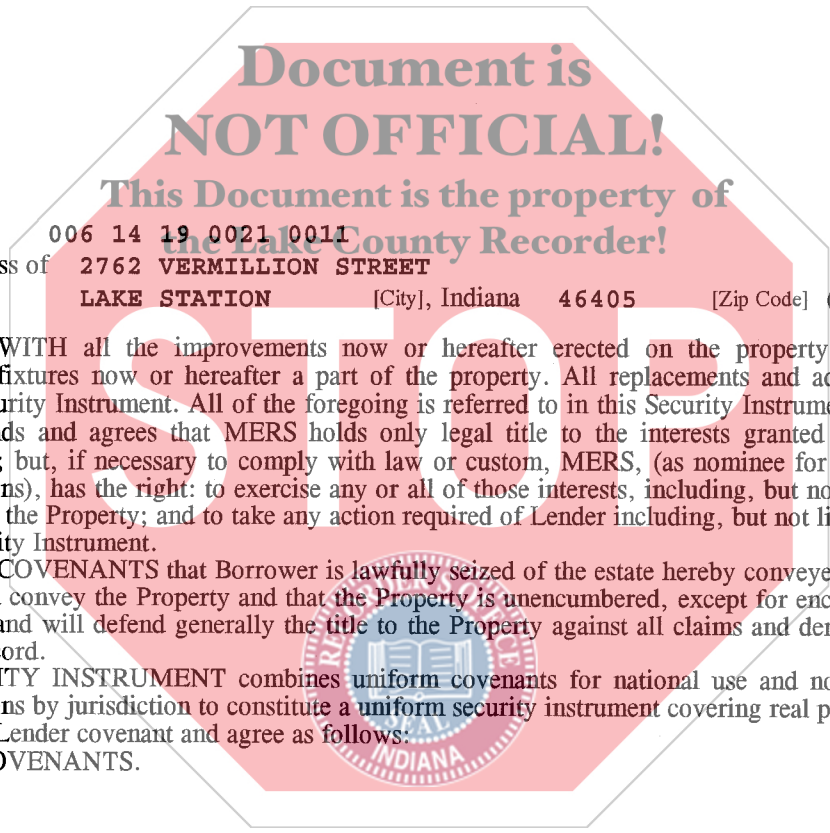 Document is
NOT OFFICIAL!
This Document is the property of
the Lake County Recorder!
006 14 19 0021 0011
ss of 2762 VERMILLION STREET
LAKE STATION [City], Indiana 46405 [Zip Code] (
STOP
WITH all the improvements now or hereafter erected on the property
fixtures now or hereafter a part of the property. All replacements and ad
urity Instrument. All of the foregoing is referred to in this Security Instrume
ds and agrees that MERS holds only legal title to the interests granted
; but, if necessary to comply with law or custom, MERS, (as nominee for
ns), has the right: to exercise any or all of those interests, including, but no
the Property; and to take any action required of Lender including, but not li
ty Instrument.
COVENANTS that Borrower is lawfully seized of the estate hereby conveye
convey the Property and that the Property is unencumbered, except for enc
and will defend generally the title to the Property against all claims and der
ord.
ITY INSTRUMENT combines uniform covenants for national use and no
ns by jurisdiction to constitute a uniform security instrument covering real p
Lender covenant and agree as follows:
OVENANTS.
RECORDER'S OFFICE
SEAL
INDIANA